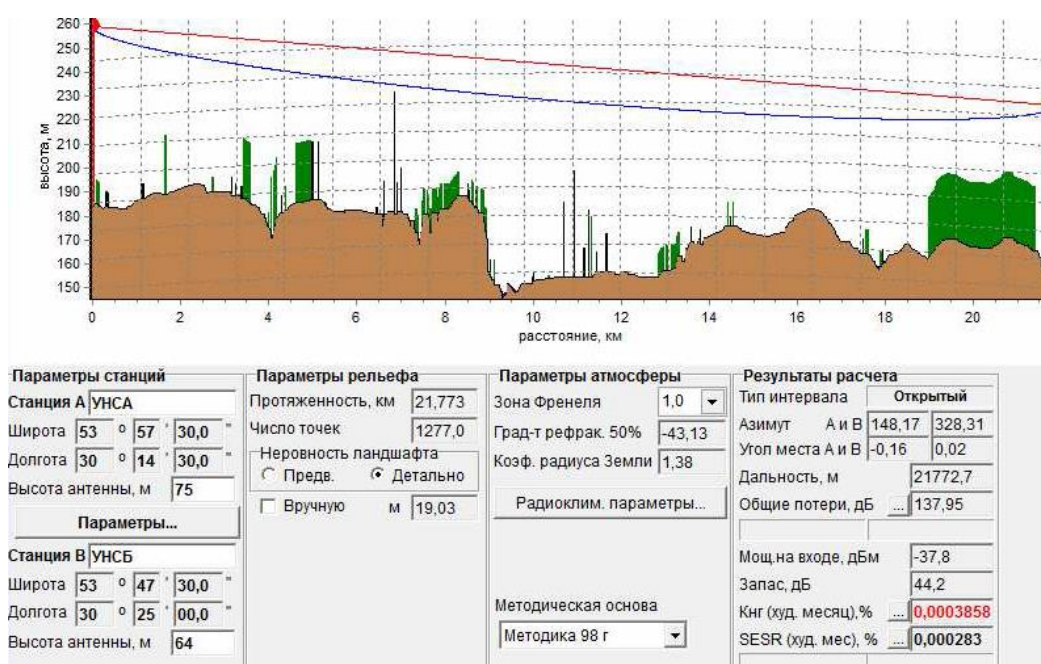 260
250
240
230
220
210
200
190
180
170
160
150
высота, м
0 2 4 6 8 10 12 14 16 18 20
расстояние, км
Параметры станций
Станция А УНСА
Широта 53 ° 57 ' 30,0 "
Долгота 30 ° 14 ' 30,0 "
Высота антенны, м 75
Параметры...
Станция В УНСБ
Широта 53 ° 47 ' 30,0 "
Долгота 30 ° 25 ' 00,0 "
Высота антенны, м 64
Параметры рельефа
Протяженность, км 21,773
Число точек 1277,0
Неровность ландшафта
Предв. Детально
Вручную м 19,03
Параметры атмосферы
Зона Френеля 1,0
Град-т рефрак. 50% -43,13
Коэф. радиуса Земли 1,38
Радиоклим. параметры...
Методическая основа
Методика 98 г
Результаты расчета
Тип интервала Открытый
Азимут А и В 148,17 328,31
Угол места А и В -0,16 0,02
Дальность, м 21772,7
Общие потери, дБ ... 137,95
Мощ.на входе, дБм -37,8
Запас, дБ 44,2
Кнг (худ. месяц),% ... 0,0003858
SESR (худ. мес), % ... 0,000283